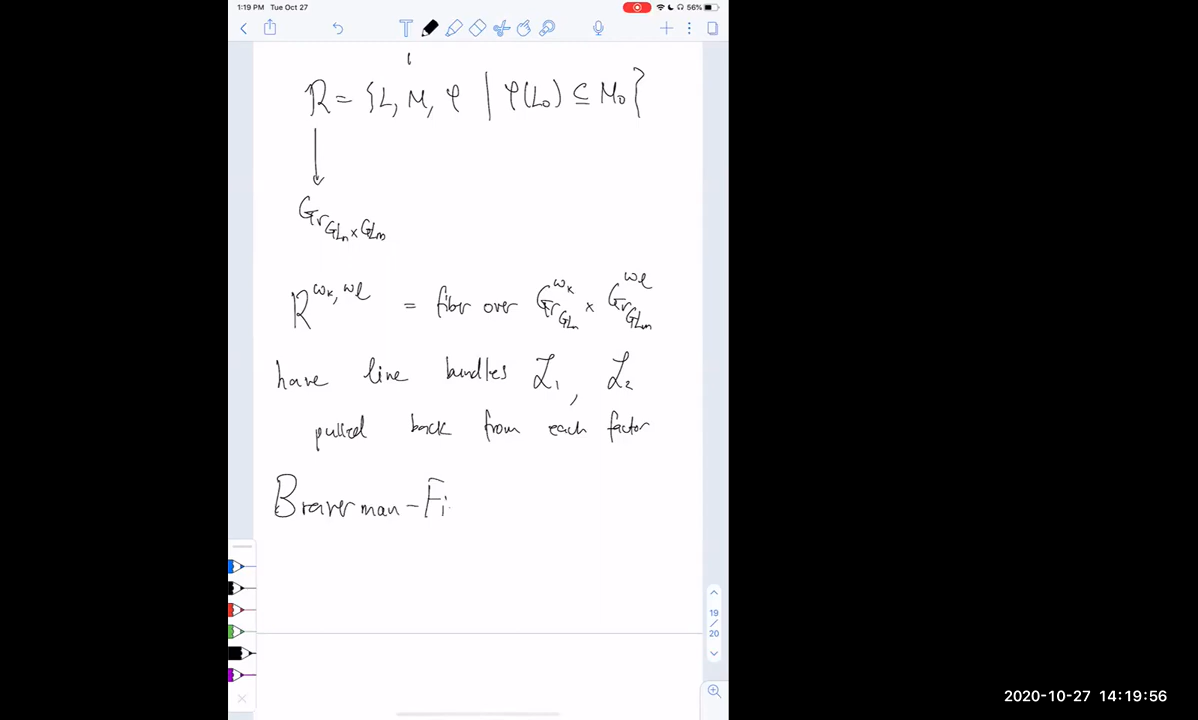 1:19 PM Tue Oct 27
56%
R = {L, M, φ | φ(L₀) ⊆ M₀}
↓
Gr_{GLn × GLm}
R^{ωk, ωℓ} = fiber over Gr^{ωk}_{GLn} × Gr^{ωℓ}_{GLm}
have line bundles ℒ₁, ℒ₂
pulled back from each factor
Braverman-Fi
19
/
20
2020-10-27 14:19:56